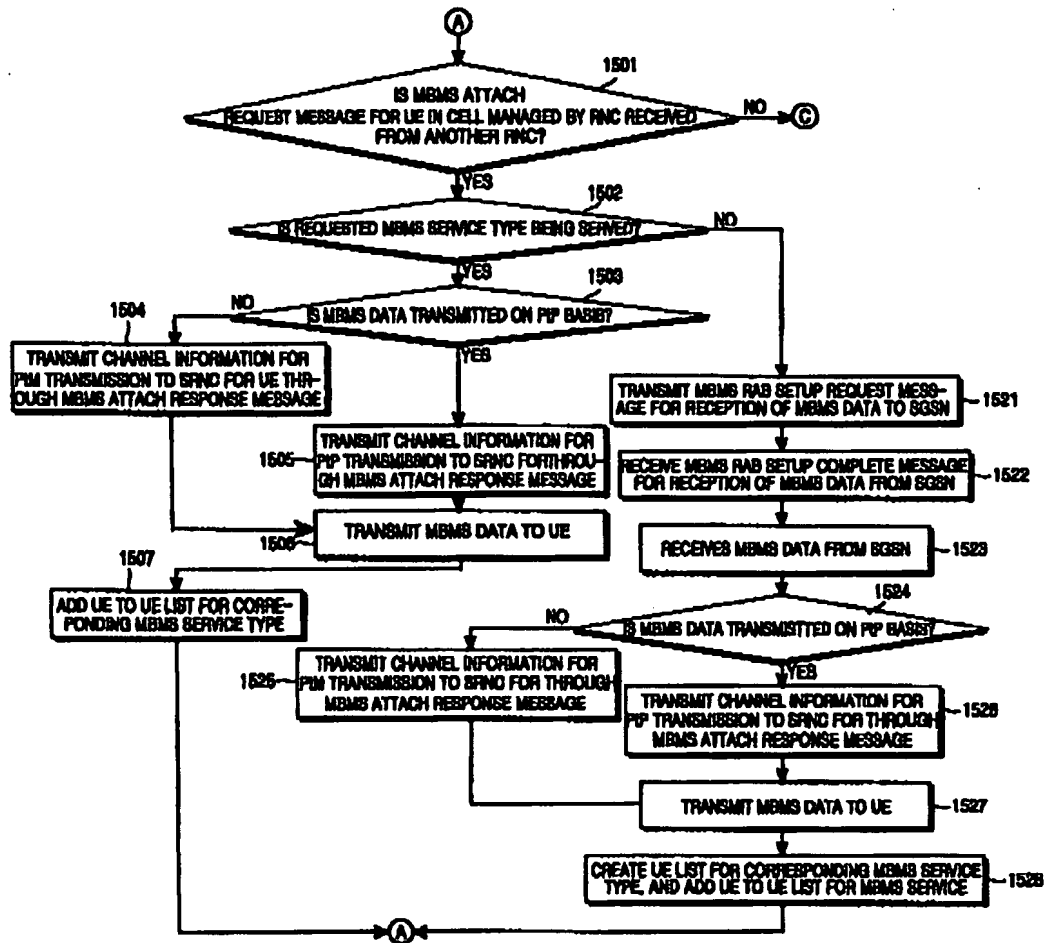 A
1501
IS MBMS ATTACH
REQUEST MESSAGE FOR UE IN CELL MANAGED BY RNC RECEIVED
FROM ANOTHER RNC?
NO
C
YES
1502
IS REQUESTED MBMS SERVICE TYPE BEING SERVED?
NO
YES
1503
IS MBMS DATA TRANSMITTED ON PtP BASIS?
NO
YES
1504
TRANSMIT CHANNEL INFORMATION FOR
PtM TRANSMISSION TO SRNC FOR UE THR-
OUGH MBMS ATTACH RESPONSE MESSAGE
1505
TRANSMIT CHANNEL INFORMATION FOR
PtP TRANSMISSION TO SRNC FORTHROU-
GH MBMS ATTACH RESPONSE MESSAGE
1506
TRANSMIT MBMS DATA TO UE
1507
ADD UE TO UE LIST FOR CORRE-
PONDING MBMS SERVICE TYPE
TRANSMIT MBMS RAB SETUP REQUEST MESS-
AGE FOR RECEPTION OF MBMS DATA TO SGSN
1521
RECEIVE MBMS RAB SETUP COMPLETE MESSAGE
FOR RECEPTION OF MBMS DATA FROM SGSN
1522
RECEIVES MBMS DATA FROM SGSN
1523
1524
IS MBMS DATA TRANSMISTTED ON PtP BASIS?
NO
YES
1525
TRANSMIT CHANNEL INFORMATION FOR
PtM TRANSMISSION TO SRNC FOR THROUGH
MBMS ATTACH RESPONSE MESSAGE
TRANSMIT CHANNEL INFORMATION FOR
PtP TRANSMISSION TO SRNC FOR THROUGH
MBMS ATTACH RESPONSE MESSAGE
1526
TRANSMIT MBMS DATA TO UE
1527
CREATE UE LIST FOR CORRESPONDING MBMS SERVICE
TYPE, AND ADD UE TO UE LIST FOR MBMS SERVICE
1528
A